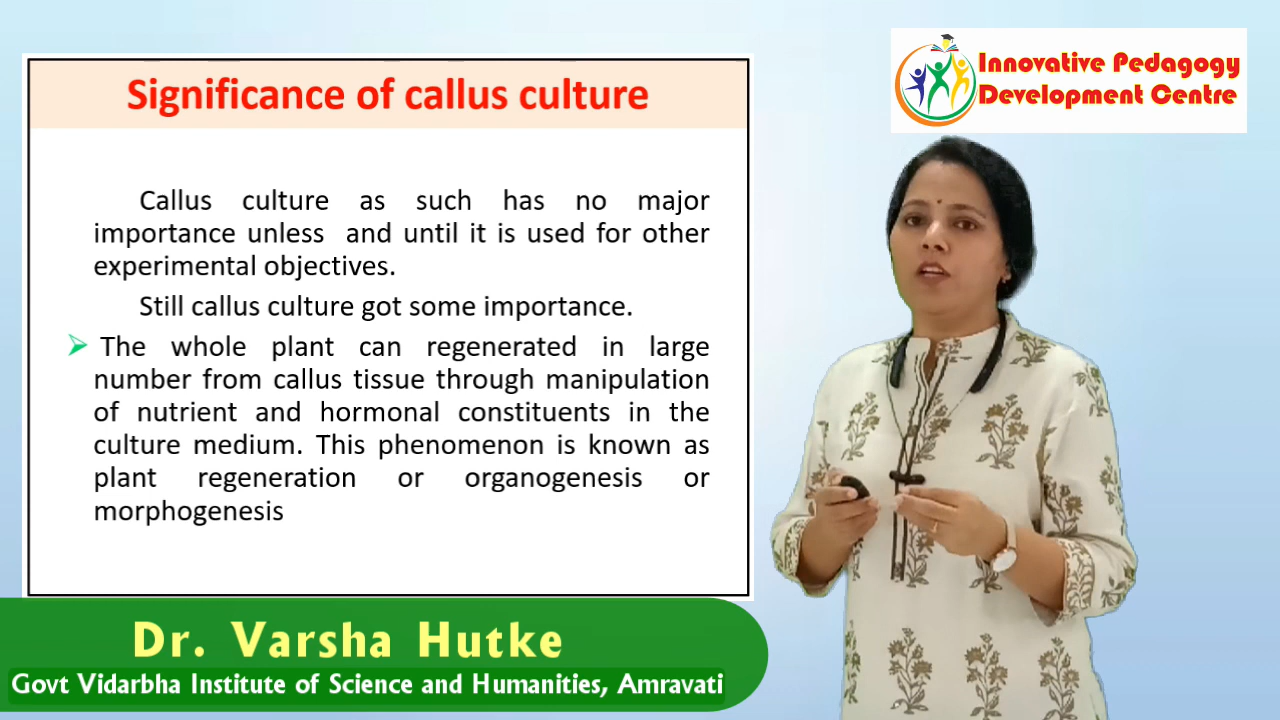 Significance of callus culture
Callus culture as such has no major
importance unless and until it is used for other
experimental objectives.
Still callus culture got some importance.
The whole plant can regenerated in large
number from callus tissue through manipulation
of nutrient and hormonal constituents in the
culture medium. This phenomenon is known as
plant regeneration or organogenesis or
morphogenesis
Innovative Pedagogy
Development Centre
Dr. Varsha Hutke
Govt Vidarbha Institute of Science and Humanities, Amravati